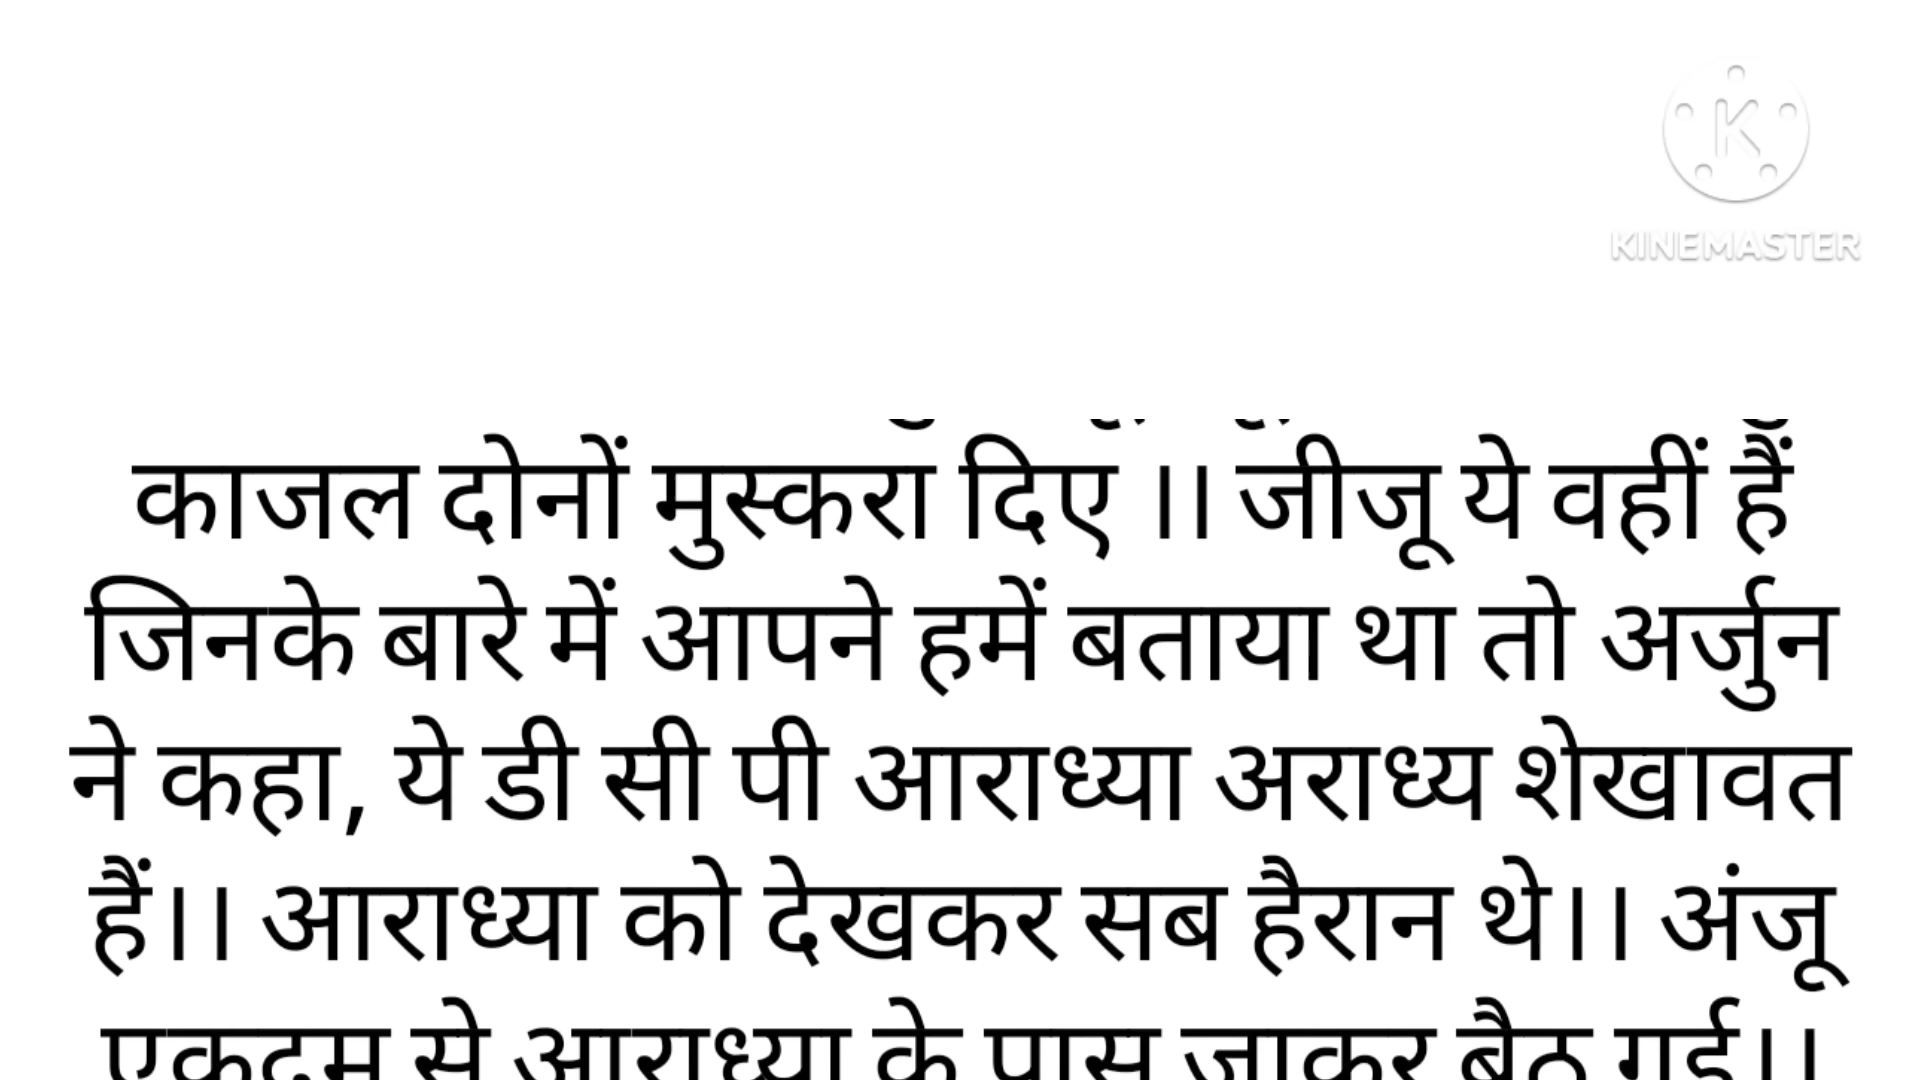 K
KINEMASTER
काजल दोनों मुस्करा दिए ।। जीजू ये वहीं हैं
जिनके बारे में आपने हमें बताया था तो अर्जुन
ने कहा, ये डी सी पी आराध्या अराध्य शेखावत
हैं।। आराध्या को देखकर सब हैरान थे।। अंजू
एकदम से आराध्या के पास जाकर बैठ गई।।